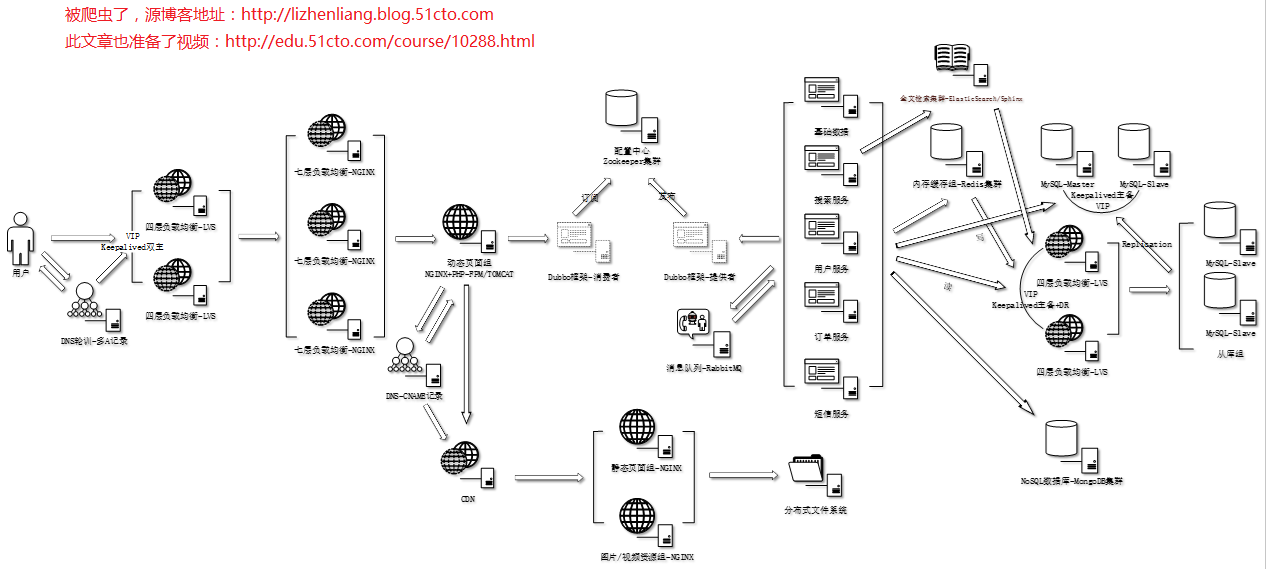 被爬虫了，源博客地址：http://lizhenliang.blog.51cto.com
此文章也准备了视频：http://edu.51cto.com/course/10288.html
用户
DNS轮训-多A记录
VIP
Keepalived双主
四层负载均衡-LVS
四层负载均衡-LVS
七层负载均衡-NGINX
七层负载均衡-NGINX
七层负载均衡-NGINX
动态页面组
NGINX+PHP-FPM/TOMCAT
DNS-CNAME记录
CDN
静态页面组-NGINX
图片/视频资源组-NGINX
分布式文件系统
配置中心
Zookeeper集群
订阅
发布
Dubbo框架-消费者
Dubbo框架-提供者
消息队列-RabbitMQ
基础数据
搜索服务
用户服务
订单服务
短信服务
全文检索集群-ElasticSearch/Sphinx
内存缓存组-Redis集群
写
读
MySQL-Master
MySQL-Slave
Keepalived主备
VIP
四层负载均衡-LVS
VIP
Keepalived主备+DR
四层负载均衡-LVS
Replication
MySQL-Slave
MySQL-Slave
从库组
NoSQL数据库-MongoDB集群